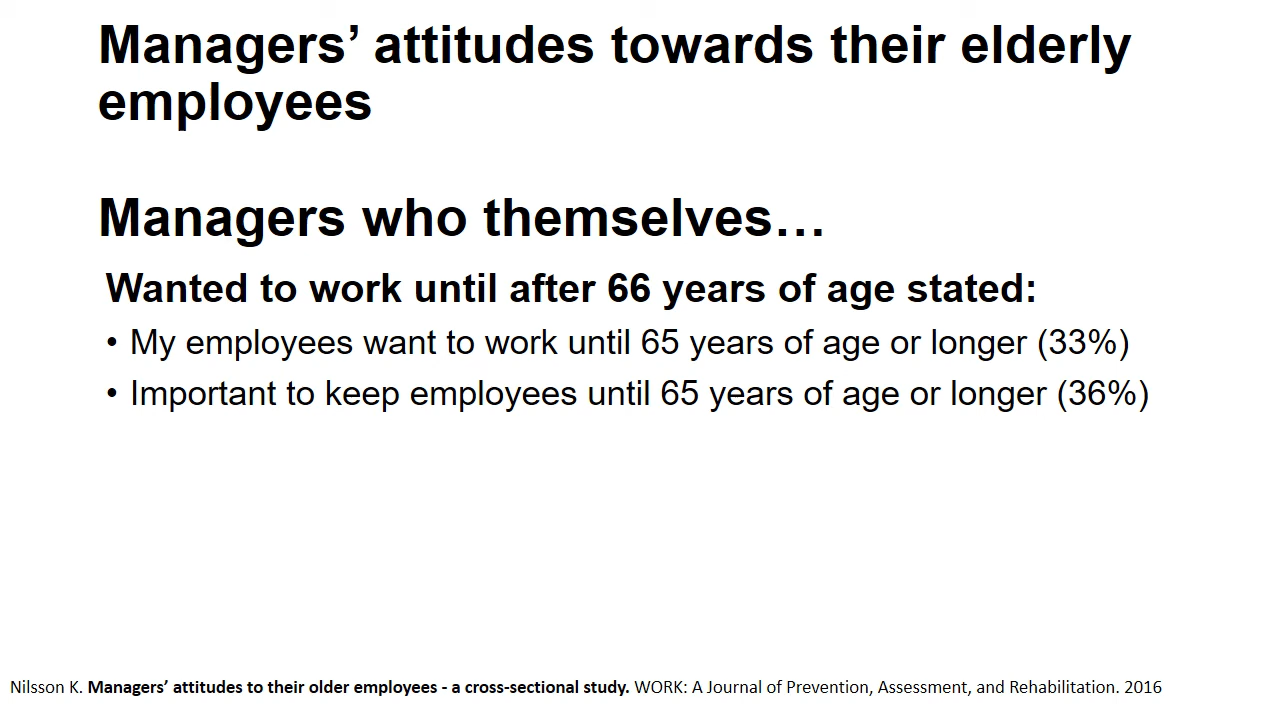 Managers’ attitudes towards their elderly
employees
Managers who themselves…
Wanted to work until after 66 years of age stated:
• My employees want to work until 65 years of age or longer (33%)
• Important to keep employees until 65 years of age or longer (36%)
Nilsson K. Managers’ attitudes to their older employees - a cross-sectional study. WORK: A Journal of Prevention, Assessment, and Rehabilitation. 2016